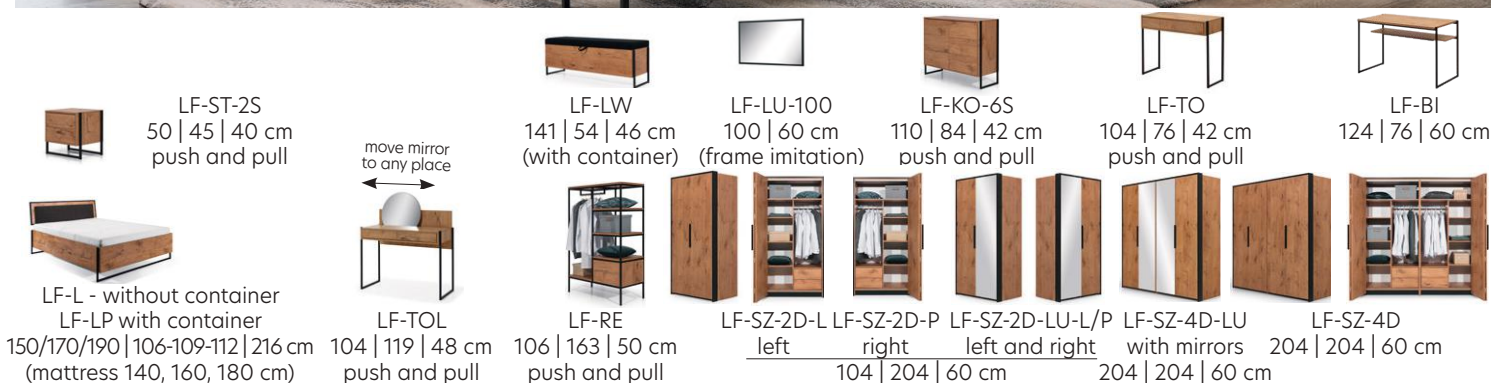 LF-ST-2S
50 | 45 | 40 cm
push and pull
LF-LW
141 | 54 | 46 cm
(with container)
LF-LU-100
100 | 60 cm
(frame imitation)
LF-KO-6S
110 | 84 | 42 cm
push and pull
LF-TO
104 | 76 | 42 cm
push and pull
LF-BI
124 | 76 | 60 cm
LF-L - without container
LF-LP with container
150/170/190 | 106-109-112 | 216 cm
(mattress 140, 160, 180 cm)
move mirror
to any place
LF-TOL
104 | 119 | 48 cm
push and pull
LF-RE
106 | 163 | 50 cm
push and pull
LF-SZ-2D-L
left
LF-SZ-2D-P
right
LF-SZ-2D-LU-L/P
left and right
104 | 204 | 60 cm
LF-SZ-4D-LU
with mirrors
204 | 204 | 60 cm
LF-SZ-4D
204 | 204 | 60 cm